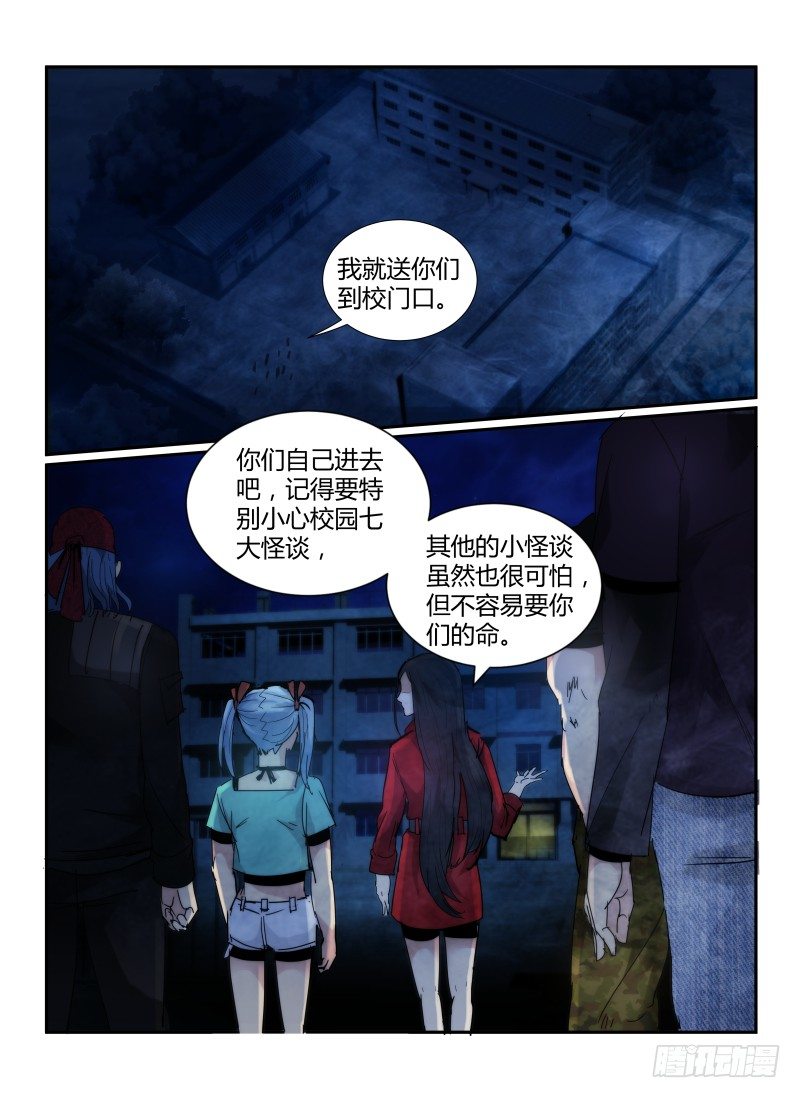 我就送你们
到校门口。
你们自己进去
吧，记得要特
别小心校园七
大怪谈，
其他的小怪谈
虽然也很可怕，
但不容易要你
们的命。
腾讯动漫